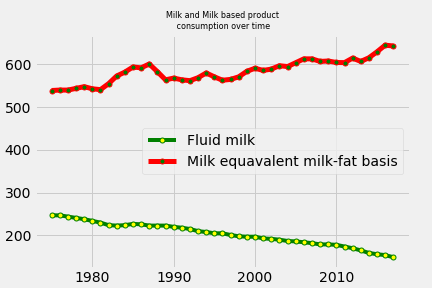 Milk and Milk based product
consumption over time
600
500
400
300
200
Fluid milk
Milk equavalent milk-fat basis
1980 1990 2000 2010